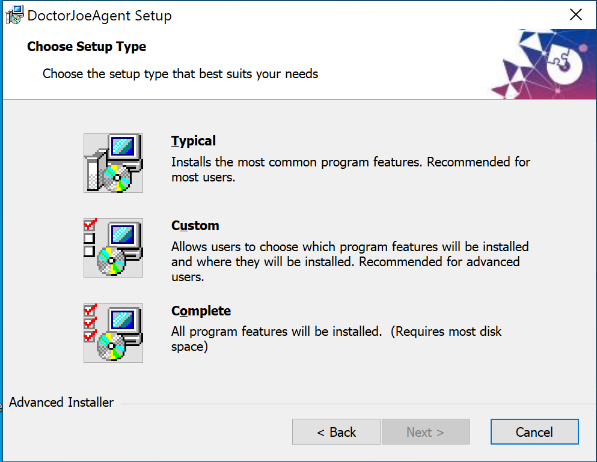 DoctorJoeAgent Setup
Choose Setup Type
Choose the setup type that best suits your needs
Typical
Installs the most common program features. Recommended for
most users.
Custom
Allows users to choose which program features will be installed
and where they will be installed. Recommended for advanced
users.
Complete
All program features will be installed.  (Requires most disk
space)
Advanced Installer
< Back
Next >
Cancel